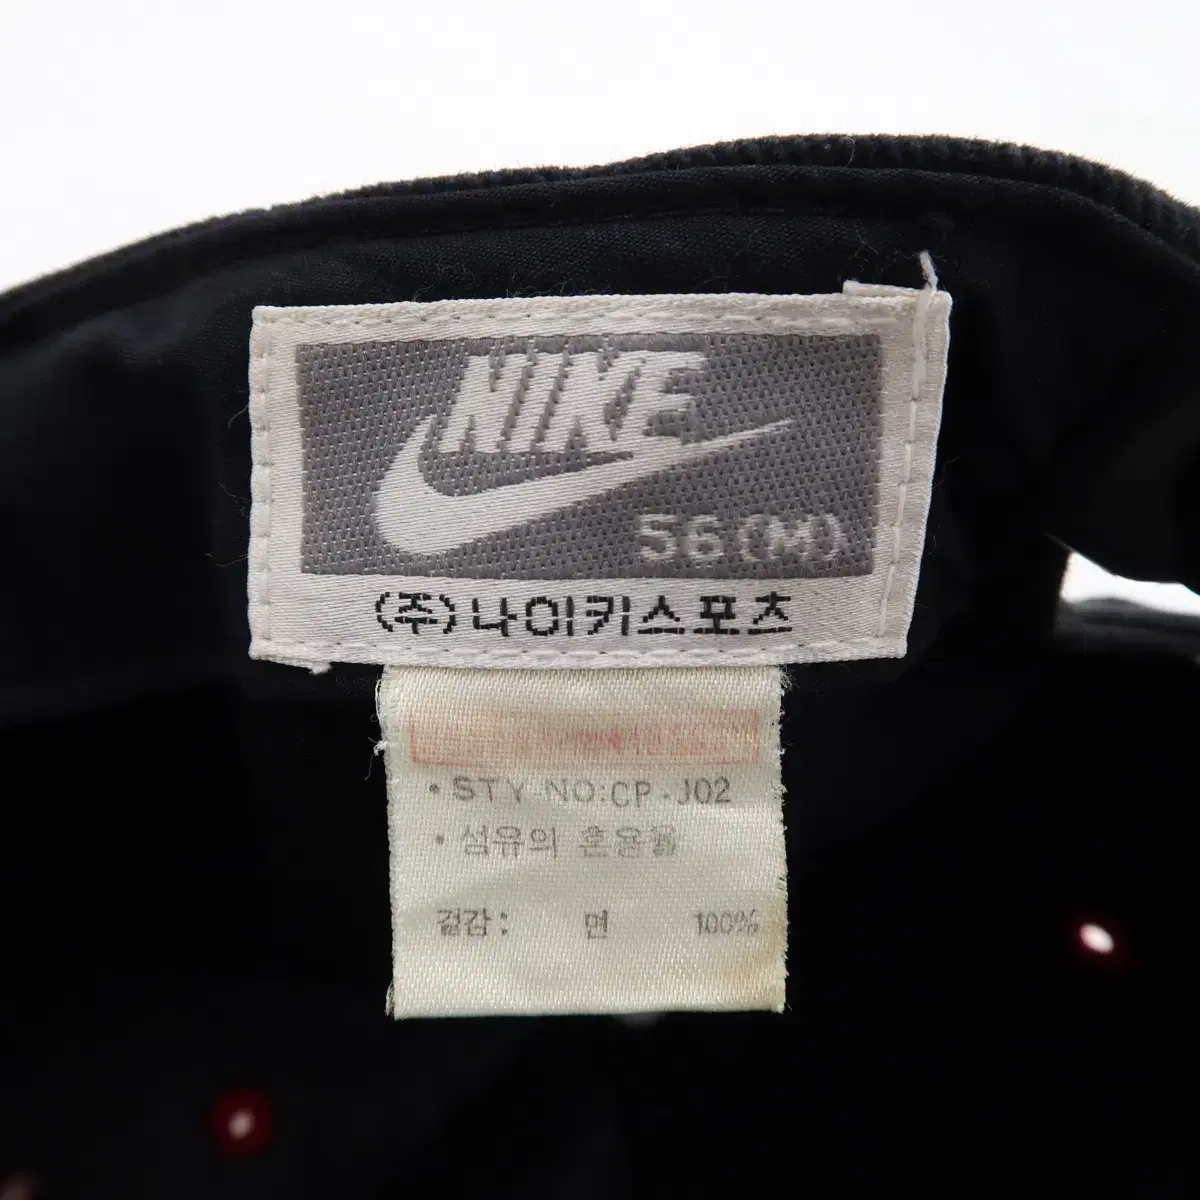 NIKE
56(M)
(주)나이키스포츠
• STY-NO:CP-J02
• 섬유의 혼용율
겉감: 면 100%